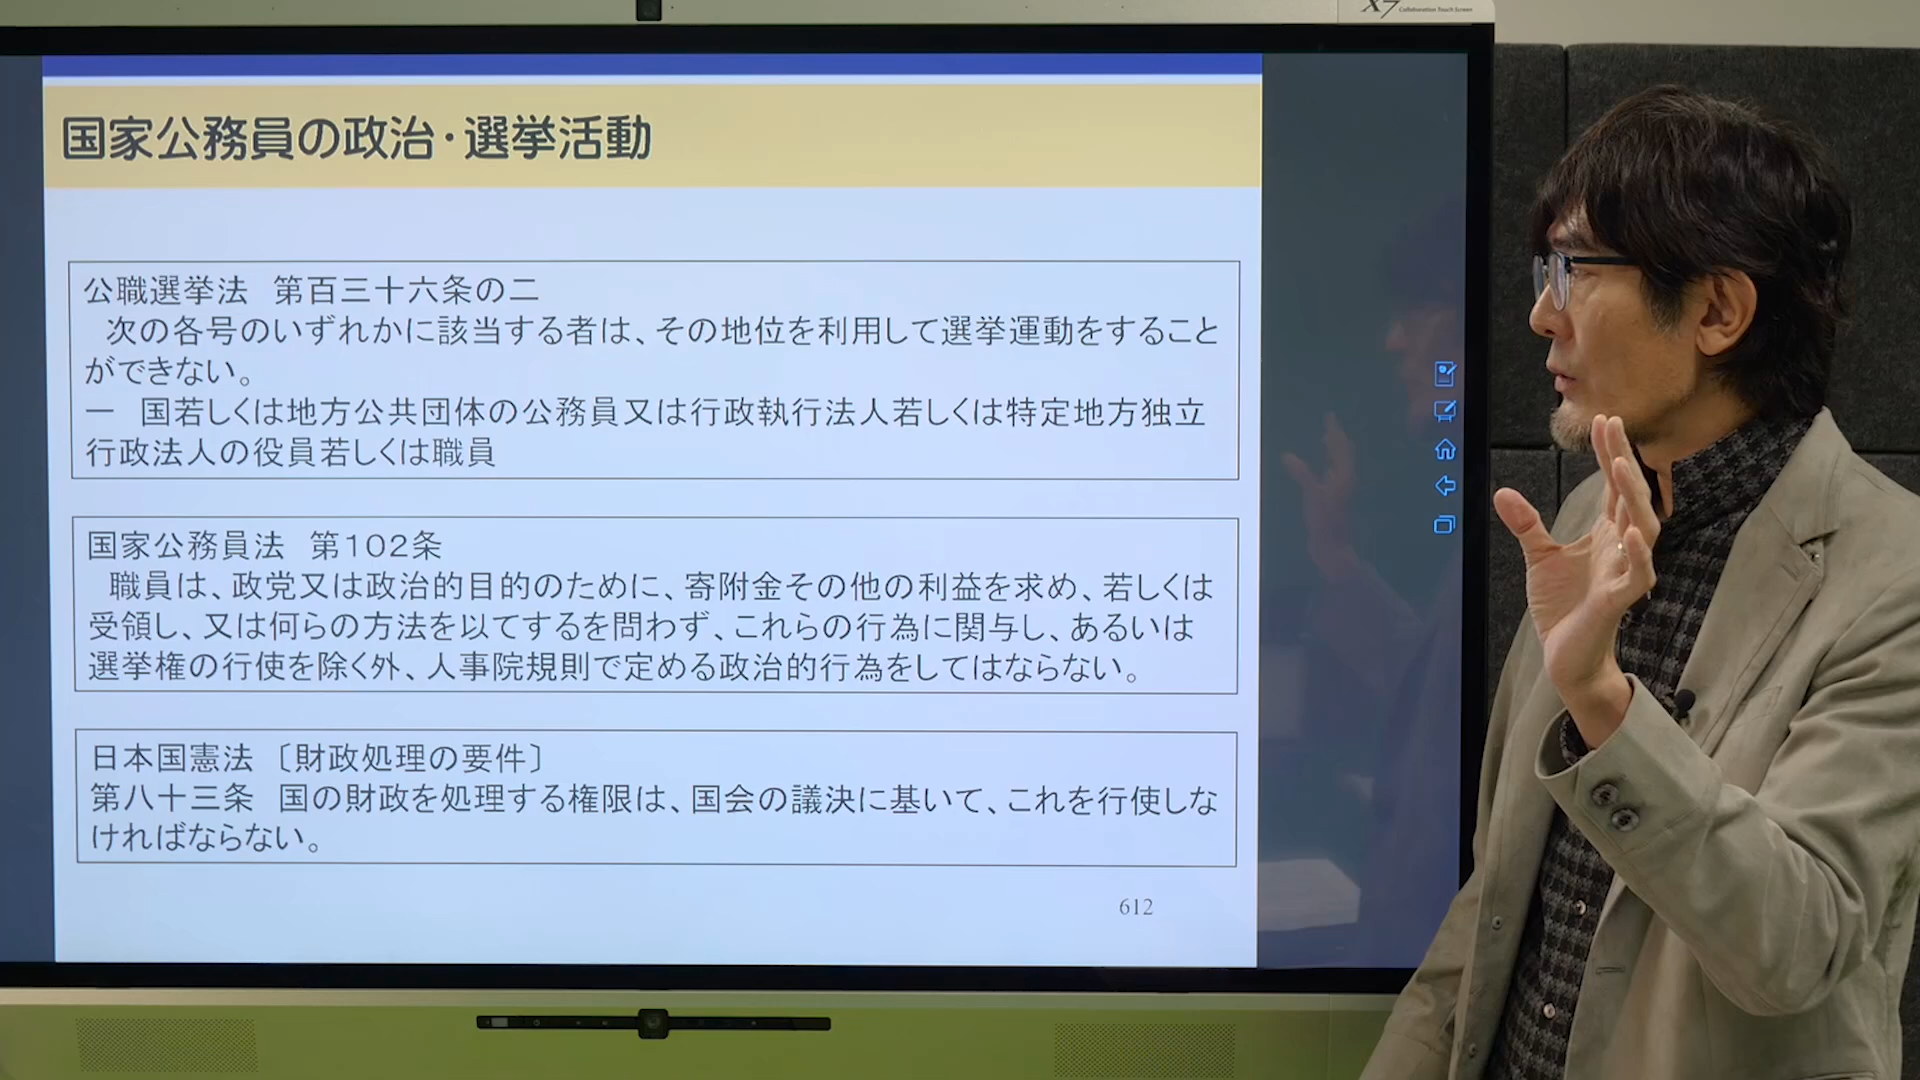 X7 Collaboration Touch Screen
国家公務員の政治・選挙活動
公職選挙法　第百三十六条の二
次の各号のいずれかに該当する者は、その地位を利用して選挙運動をすること
ができない。
一　国若しくは地方公共団体の公務員又は行政執行法人若しくは特定地方独立
行政法人の役員若しくは職員
国家公務員法　第１０２条
職員は、政党又は政治的目的のために、寄附金その他の利益を求め、若しくは
受領し、又は何らの方法を以てするを問わず、これらの行為に関与し、あるいは
選挙権の行使を除く外、人事院規則で定める政治的行為をしてはならない。
日本国憲法　〔財政処理の要件〕
第八十三条　国の財政を処理する権限は、国会の議決に基いて、これを行使しな
ければならない。
612